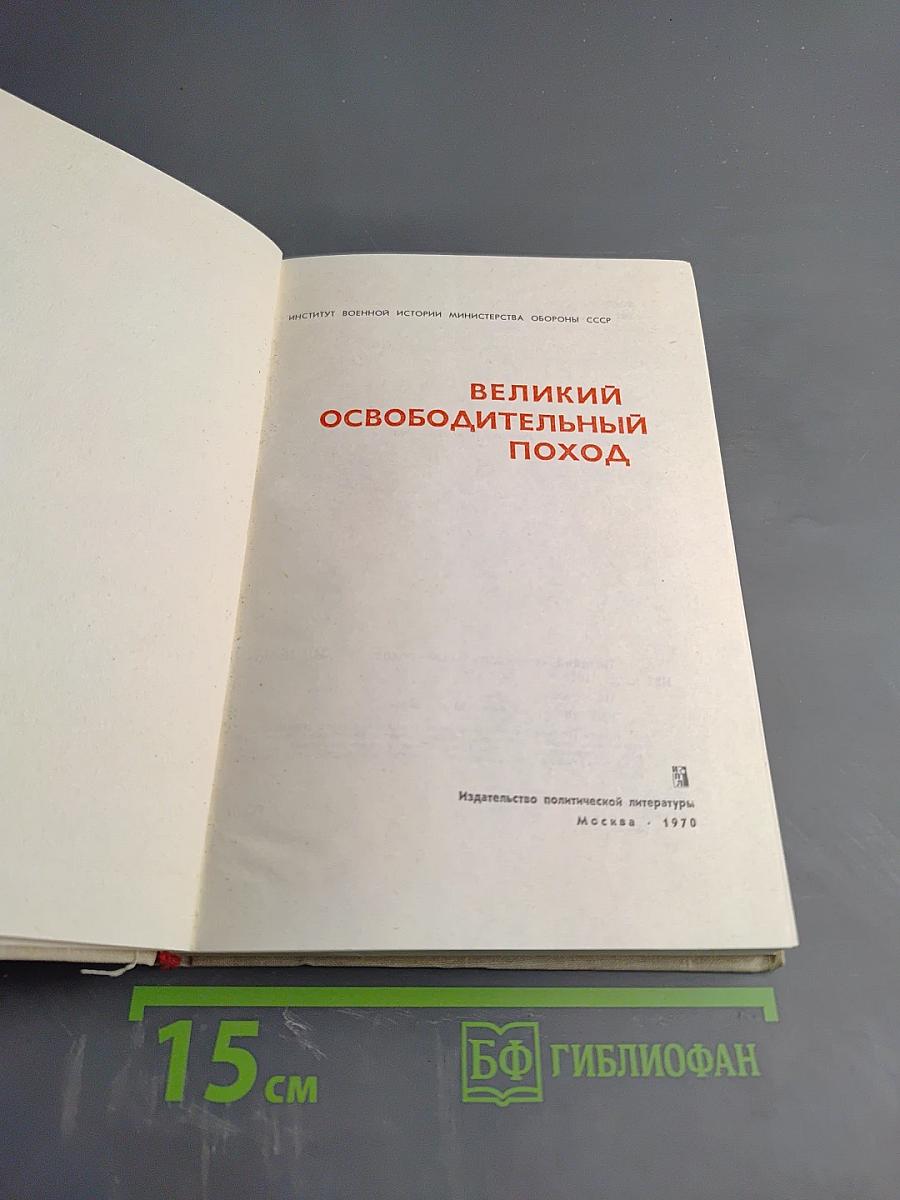 ИНСТИТУТ ВОЕННОЙ ИСТОРИИ МИНИСТЕРСТВА ОБОРОНЫ СССР
ВЕЛИКИЙ
ОСВОБОДИТЕЛЬНЫЙ
ПОХОД
Издательство политической литературы
Москва · 1970
15 см
БФ ГИБЛИОФАН